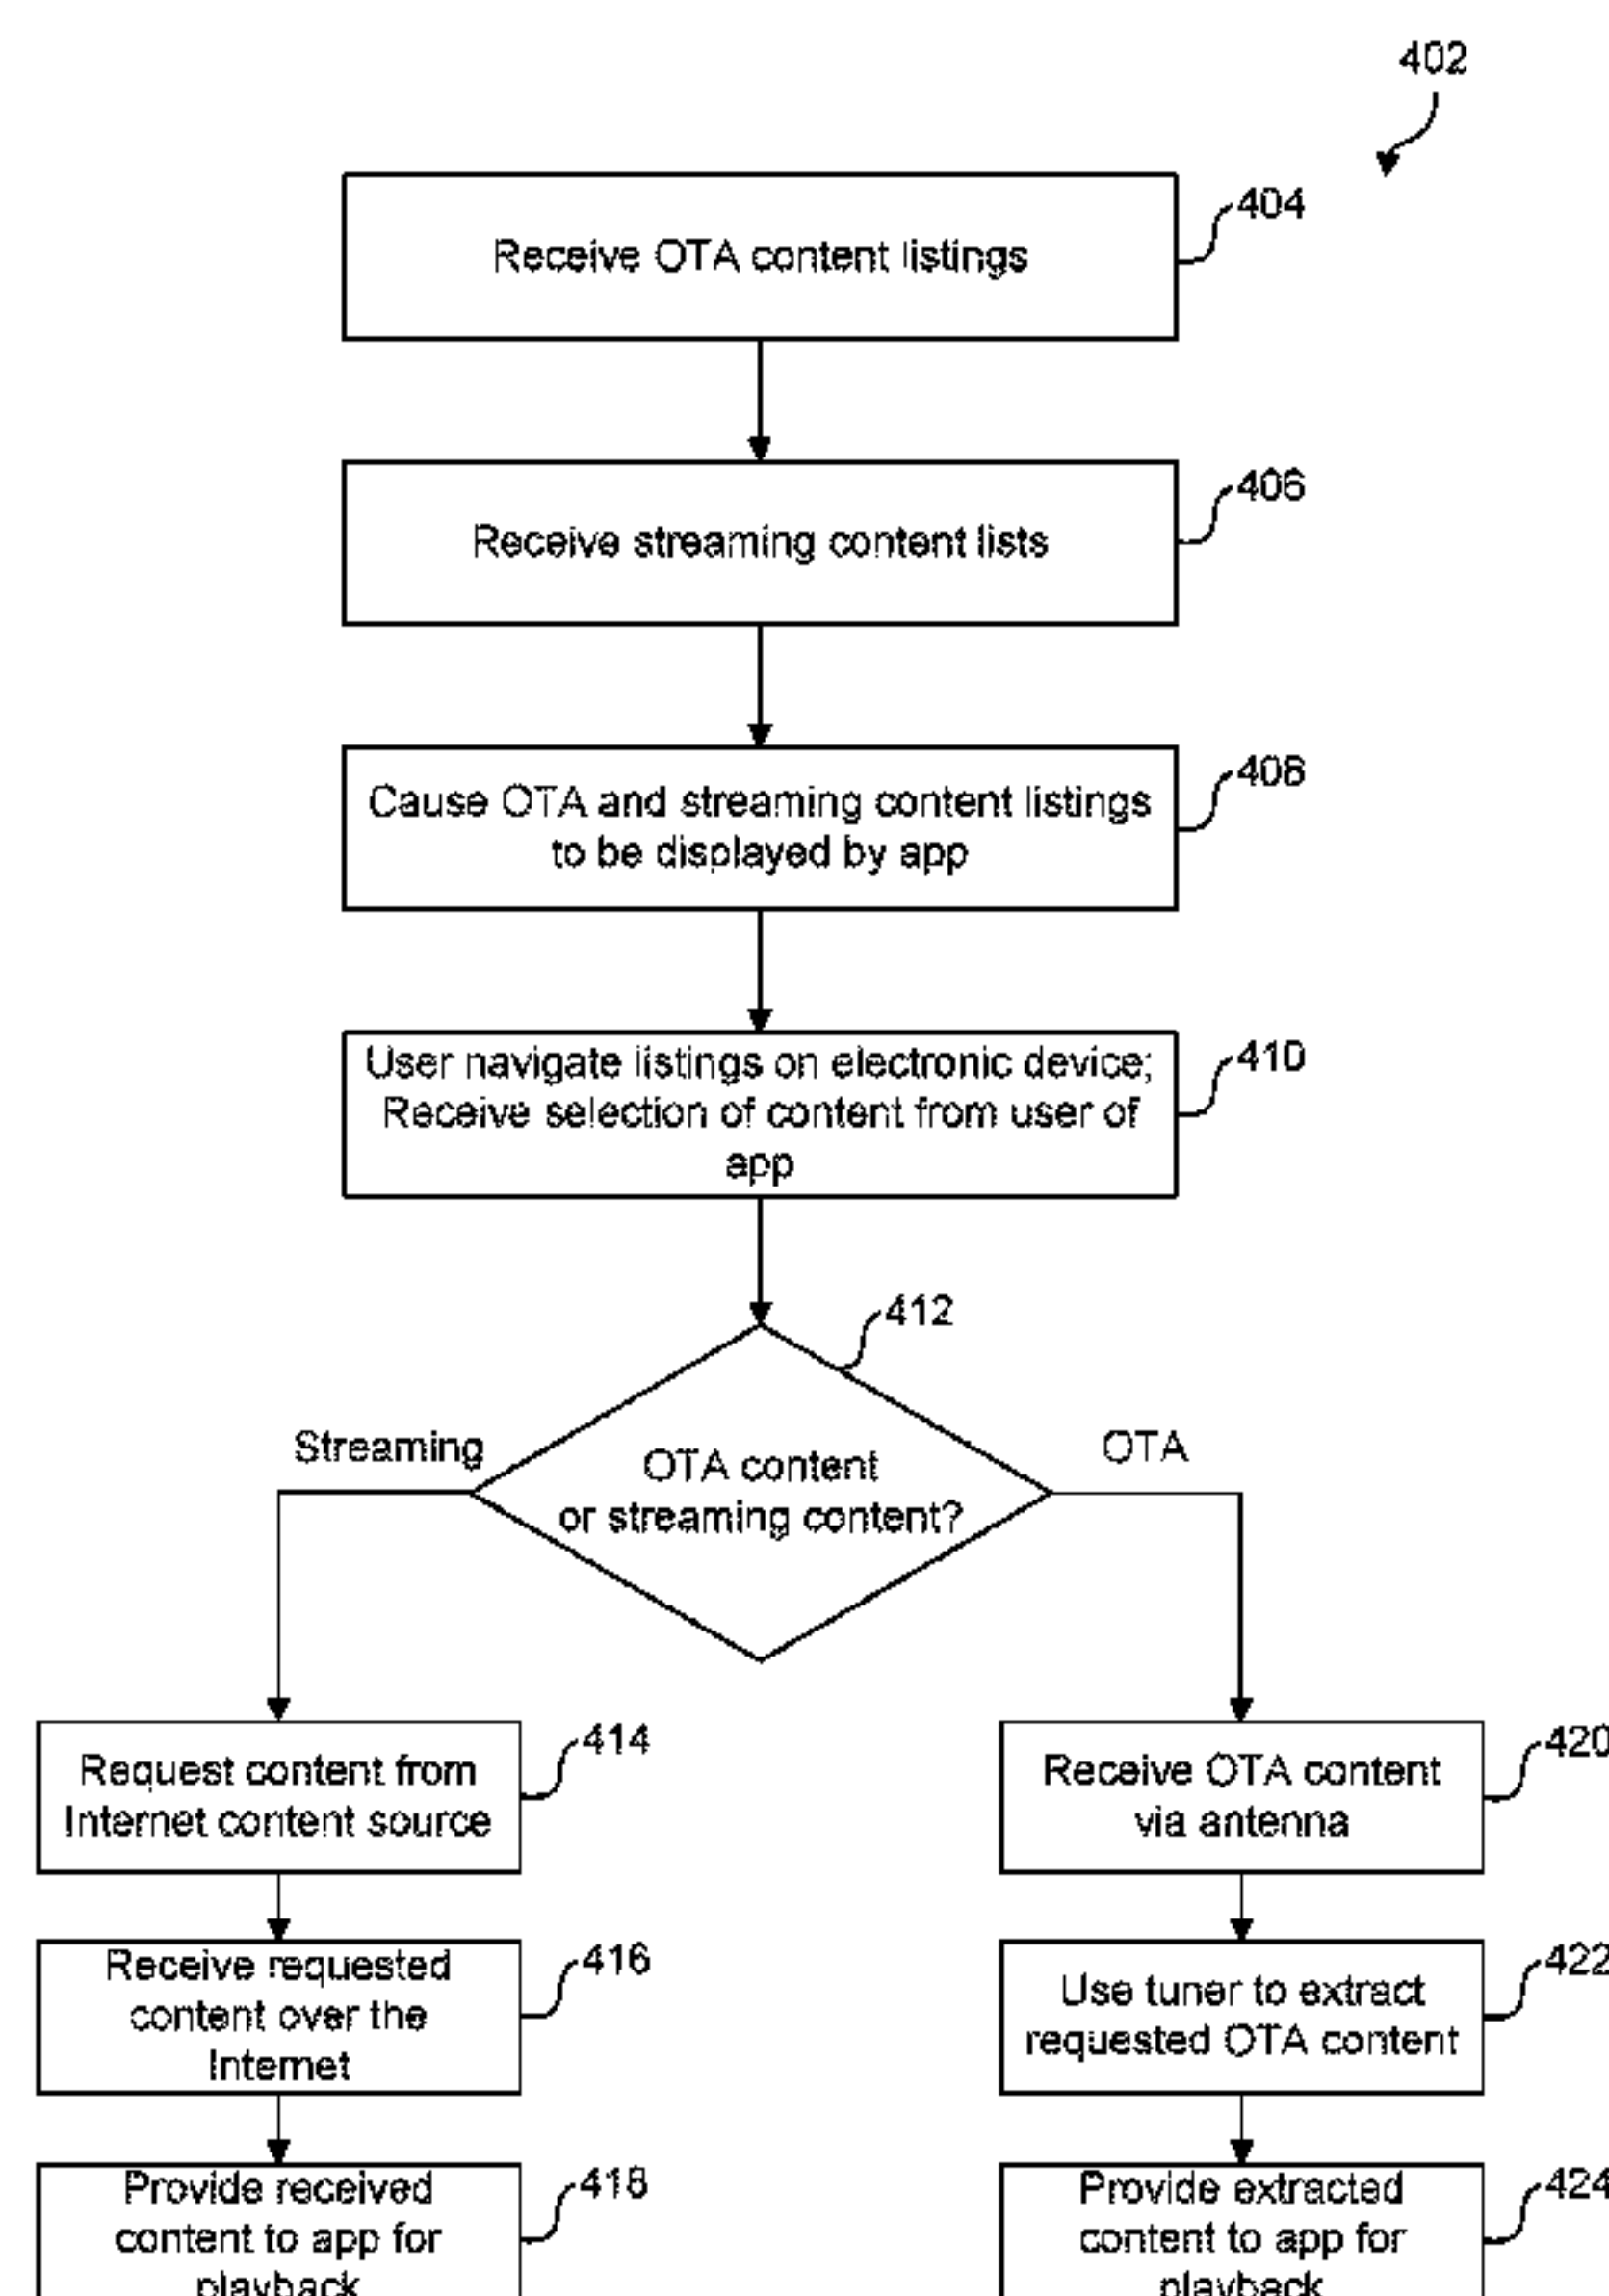 402
Receive OTA content listings
404
Receive streaming content lists
406
Cause OTA and streaming content listings
to be displayed by app
408
User navigate listings on electronic device;
Receive selection of content from user of
app
410
412
OTA content
or streaming content?
Streaming
OTA
Request content from
Internet content source
414
Receive requested
content over the
Internet
416
Provide received
content to app for
playback
418
Receive OTA content
via antenna
420
Use tuner to extract
requested OTA content
422
Provide extracted
content to app for
playback
424